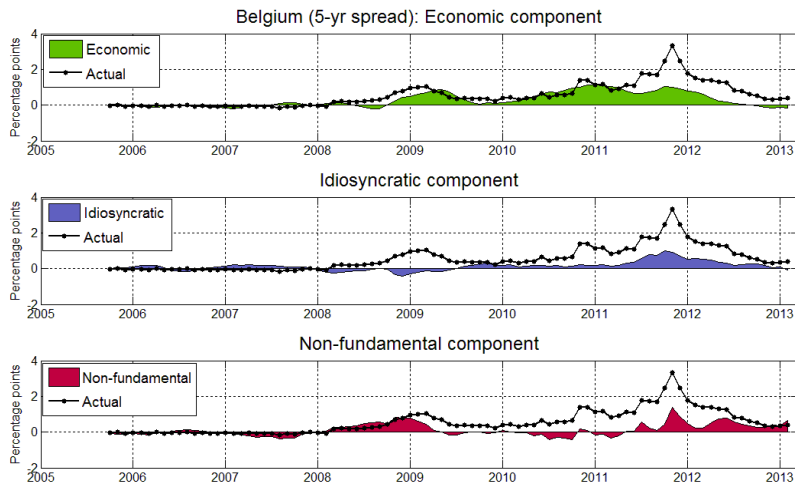 Belgium (5-yr spread): Economic component
Percentage points
4
2
0
2
Economic
Actual
2005 2006 2007 2008 2009 2010 2011 2012 2013
Idiosyncratic component
Percentage points
4
2
0
-2
Idiosyncratic
Actual
2005 2006 2007 2008 2009 2010 2011 2012 2013
Non-fundamental component
Percentage points
4
2
0
-2
Non-fundamental
Actual
2005 2006 2007 2008 2009 2010 2011 2012 2013